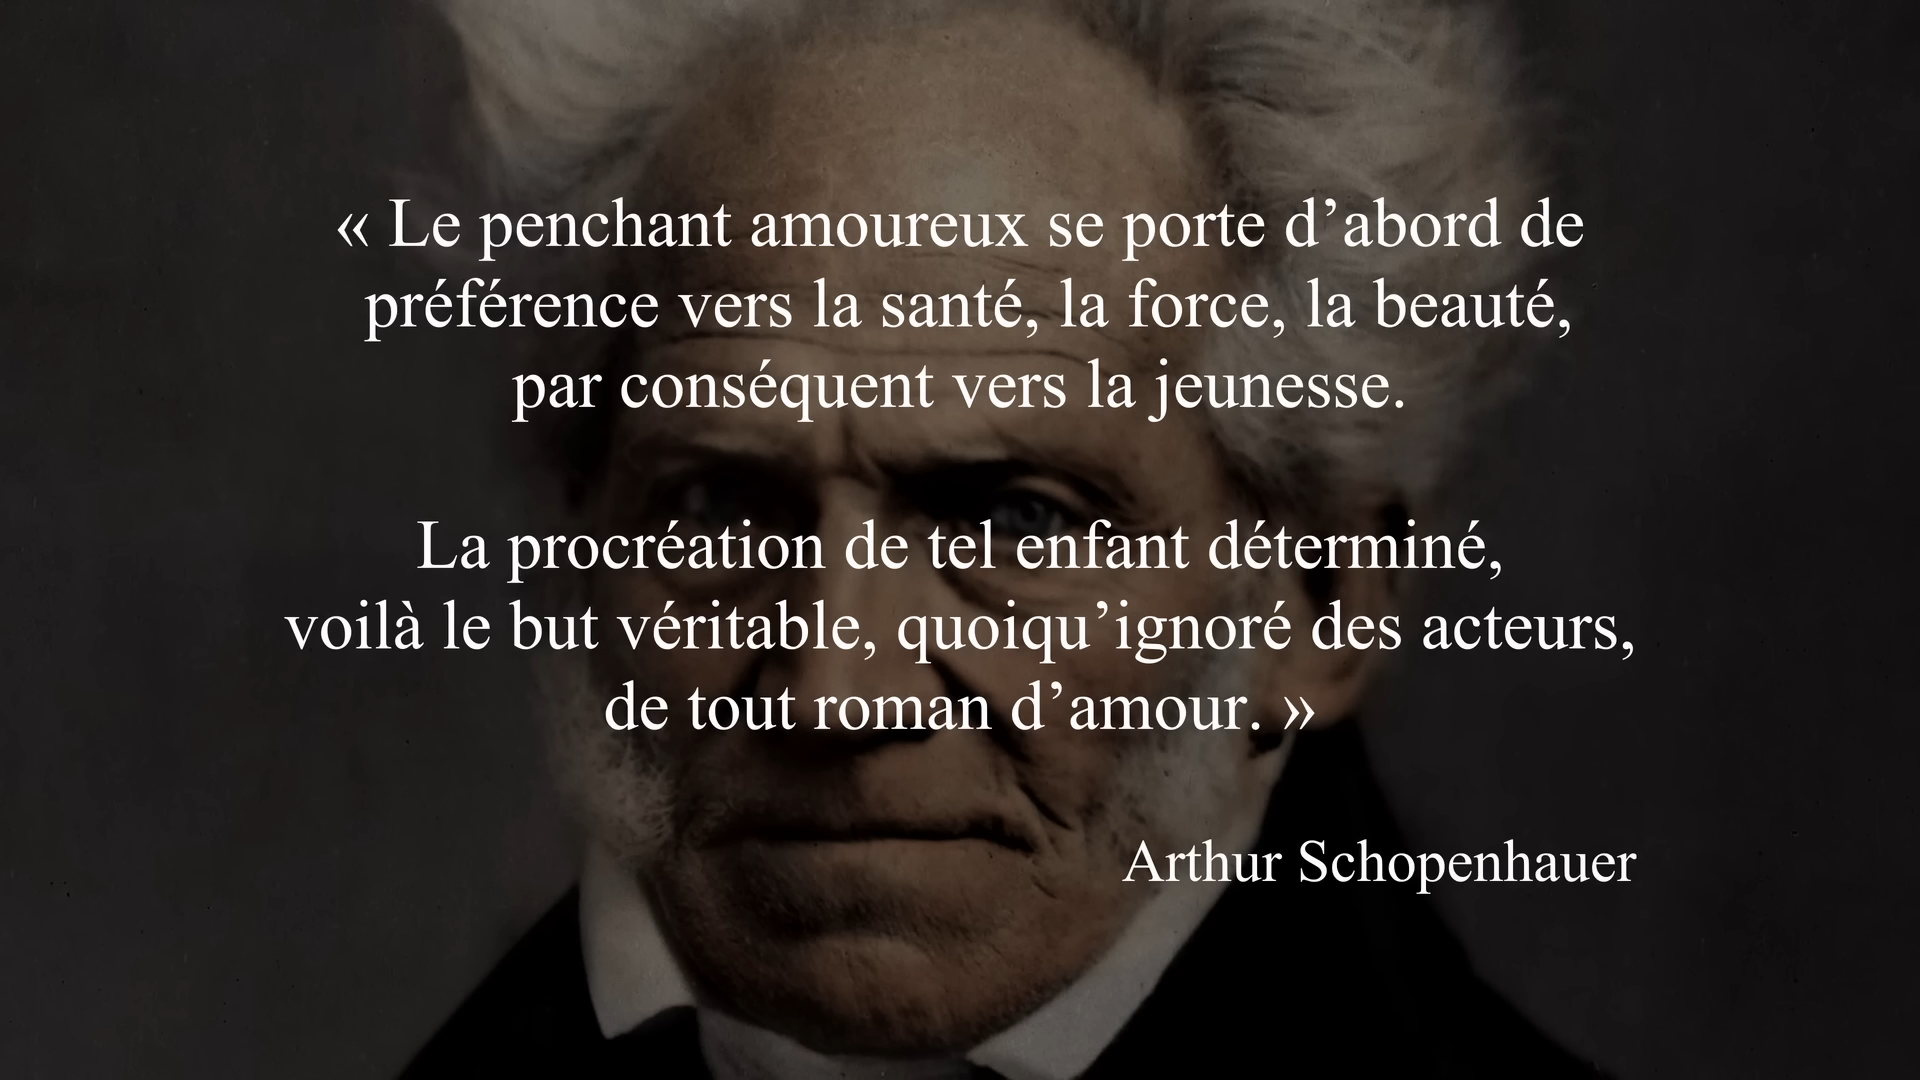 « Le penchant amoureux se porte d’abord de
préférence vers la santé, la force, la beauté,
par conséquent vers la jeunesse.
La procréation de tel enfant déterminé,
voilà le but véritable, quoiqu’ignoré des acteurs,
de tout roman d’amour. »
Arthur Schopenhauer